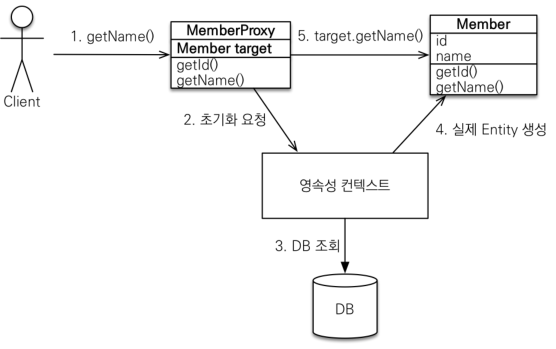 Client
1. getName()
MemberProxy
Member target
getId()
getName()
5. target.getName()
Member
id
name
getId()
getName()
2. 초기화 요청
4. 실제 Entity 생성
영속성 컨텍스트
3. DB 조회
DB